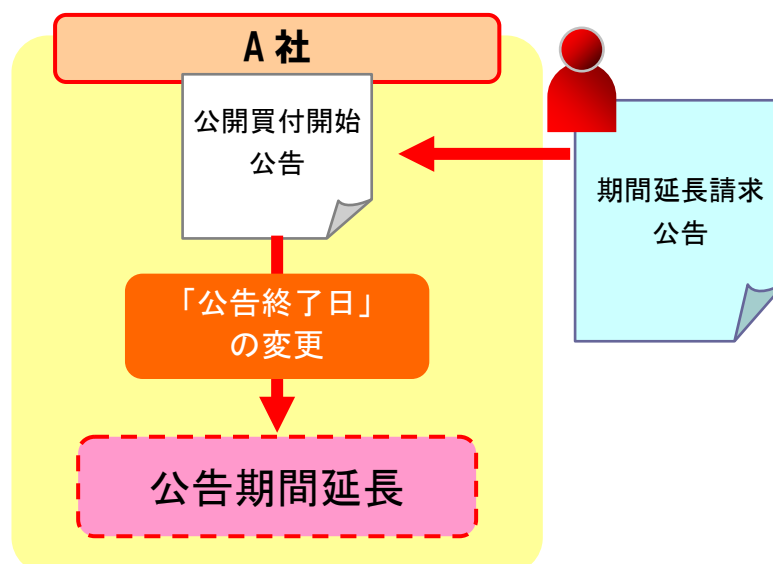 A社
公開買付開始
公告
期間延長請求
公告
「公告終了日」
の変更
公告期間延長